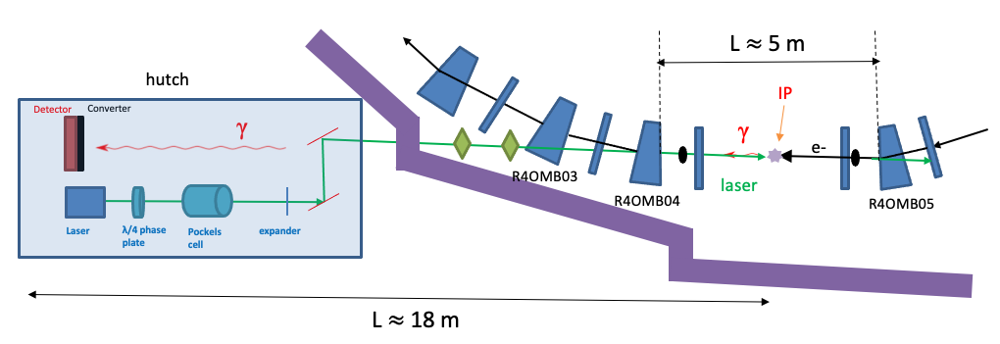 L ≈ 5 m
hutch
IP
Detector
Converter
γ
γ
e-
laser
R4OMB03
R4OMB04
R4OMB05
Laser
λ/4 phase
plate
Pockels
cell
expander
L ≈ 18 m